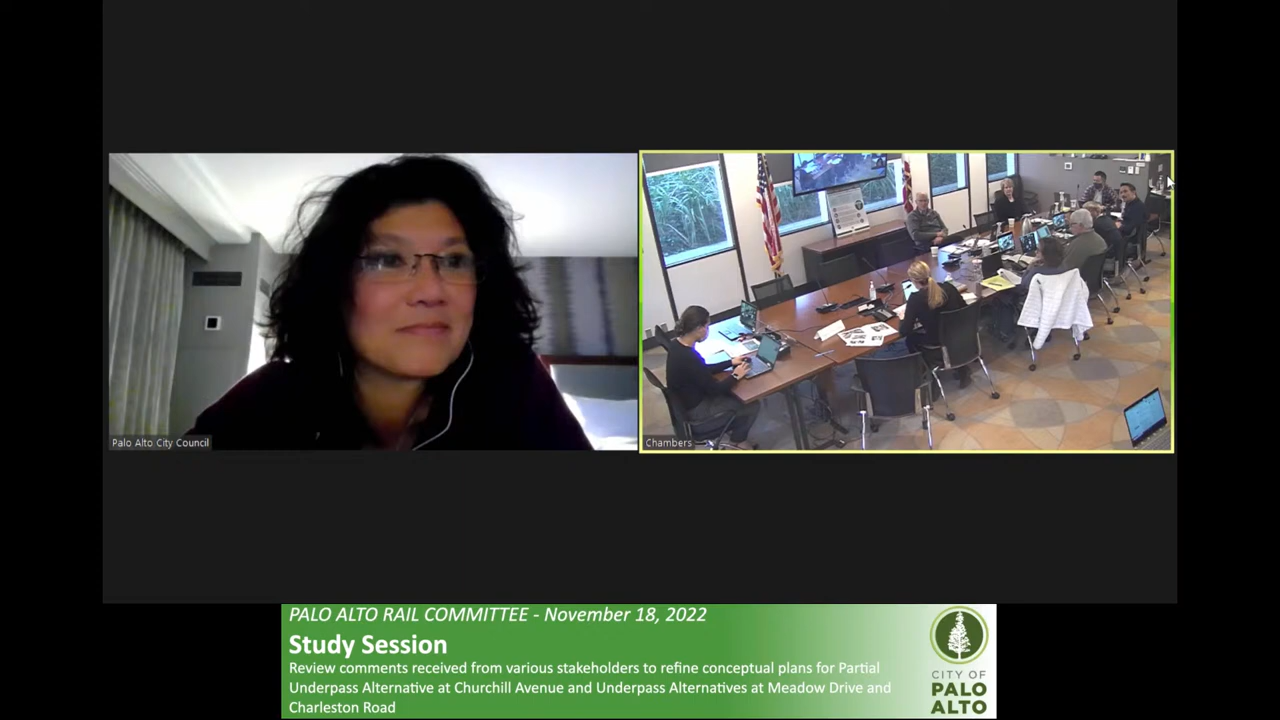 Palo Alto City Council
Chambers
PALO ALTO RAIL COMMITTEE - November 18, 2022
Study Session
Review comments received from various stakeholders to refine conceptual plans for Partial
Underpass Alternative at Churchill Avenue and Underpass Alternatives at Meadow Drive and
Charleston Road
CITY OF
PALO
ALTO